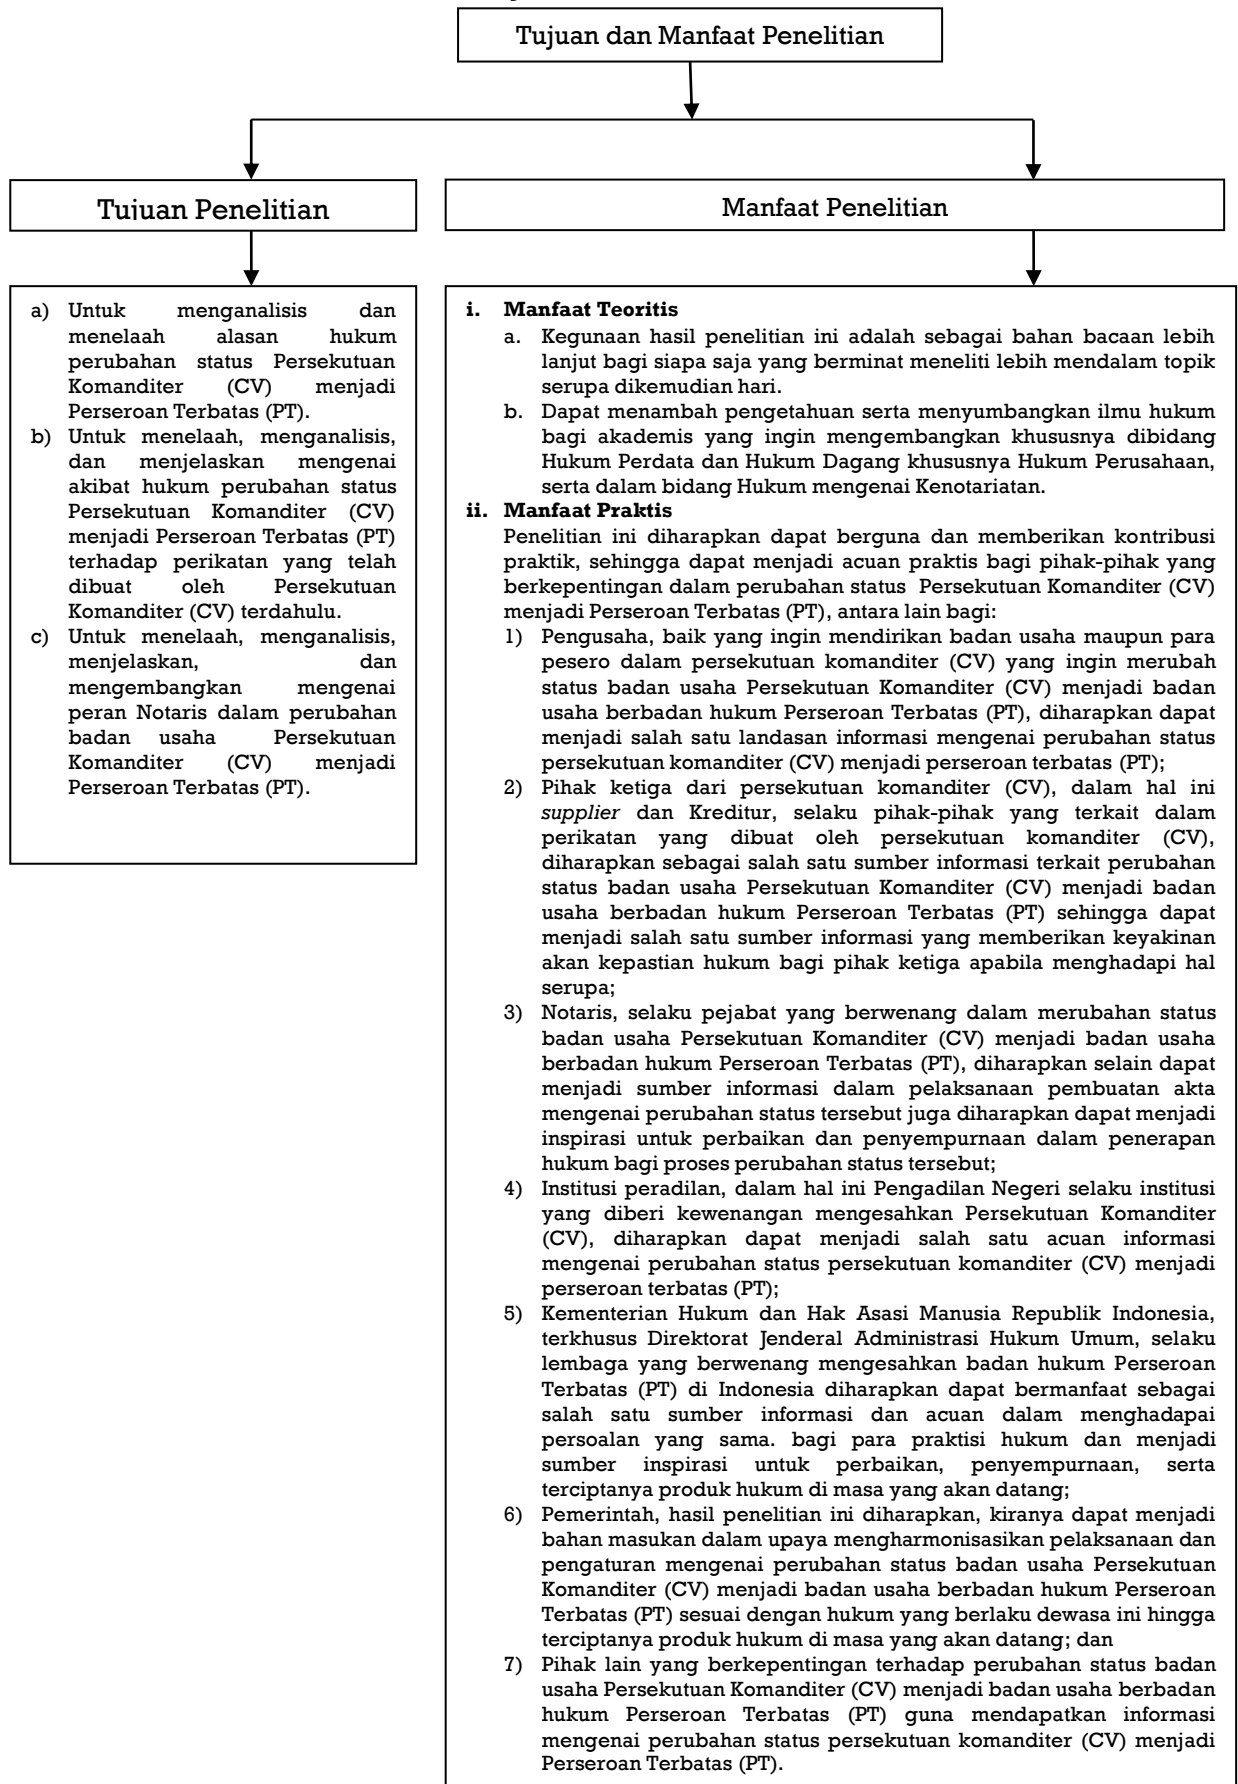 Tujuan dan Manfaat Penelitian
Tujuan Penelitian
Manfaat Penelitian
a) Untuk menganalisis dan
menelaah alasan hukum
perubahan status Persekutuan
Komanditer (CV) menjadi
Perseroan Terbatas (PT).
b) Untuk menelaah, menganalisis,
dan menjelaskan mengenai
akibat hukum perubahan status
Persekutuan Komanditer (CV)
menjadi Perseroan Terbatas (PT)
terhadap perikatan yang telah
dibuat oleh Persekutuan
Komanditer (CV) terdahulu.
c) Untuk menelaah, menganalisis,
menjelaskan, dan
mengembangkan mengenai
peran Notaris dalam perubahan
badan usaha Persekutuan
Komanditer (CV) menjadi
Perseroan Terbatas (PT).
i. Manfaat Teoritis
a. Kegunaan hasil penelitian ini adalah sebagai bahan bacaan lebih
lanjut bagi siapa saja yang berminat meneliti lebih mendalam topik
serupa dikemudian hari.
b. Dapat menambah pengetahuan serta menyumbangkan ilmu hukum
bagi akademis yang ingin mengembangkan khususnya dibidang
Hukum Perdata dan Hukum Dagang khususnya Hukum Perusahaan,
serta dalam bidang Hukum mengenai Kenotariatan.
ii. Manfaat Praktis
Penelitian ini diharapkan dapat berguna dan memberikan kontribusi
praktik, sehingga dapat menjadi acuan praktis bagi pihak-pihak yang
berkepentingan dalam perubahan status Persekutuan Komanditer (CV)
menjadi Perseroan Terbatas (PT), antara lain bagi:
1) Pengusaha, baik yang ingin mendirikan badan usaha maupun para
pesero dalam persekutuan komanditer (CV) yang ingin merubah
status badan usaha Persekutuan Komanditer (CV) menjadi badan
usaha berbadan hukum Perseroan Terbatas (PT), diharapkan dapat
menjadi salah satu landasan informasi mengenai perubahan status
persekutuan komanditer (CV) menjadi perseroan terbatas (PT);
2) Pihak ketiga dari persekutuan komanditer (CV), dalam hal ini
supplier dan Kreditur, selaku pihak-pihak yang terkait dalam
perikatan yang dibuat oleh persekutuan komanditer (CV),
diharapkan sebagai salah satu sumber informasi terkait perubahan
status badan usaha Persekutuan Komanditer (CV) menjadi badan
usaha berbadan hukum Perseroan Terbatas (PT) sehingga dapat
menjadi salah satu sumber informasi yang memberikan keyakinan
akan kepastian hukum bagi pihak ketiga apabila menghadapi hal
serupa;
3) Notaris, selaku pejabat yang berwenang dalam merubahan status
badan usaha Persekutuan Komanditer (CV) menjadi badan usaha
berbadan hukum Perseroan Terbatas (PT), diharapkan selain dapat
menjadi sumber informasi dalam pelaksanaan pembuatan akta
mengenai perubahan status tersebut juga diharapkan dapat menjadi
inspirasi untuk perbaikan dan penyempurnaan dalam penerapan
hukum bagi proses perubahan status tersebut;
4) Institusi peradilan, dalam hal ini Pengadilan Negeri selaku institusi
yang diberi kewenangan mengesahkan Persekutuan Komanditer
(CV), diharapkan dapat menjadi salah satu acuan informasi
mengenai perubahan status persekutuan komanditer (CV) menjadi
perseroan terbatas (PT);
5) Kementerian Hukum dan Hak Asasi Manusia Republik Indonesia,
terkhusus Direktorat Jenderal Administrasi Hukum Umum, selaku
lembaga yang berwenang mengesahkan badan hukum Perseroan
Terbatas (PT) di Indonesia diharapkan dapat bermanfaat sebagai
salah satu sumber informasi dan acuan dalam menghadapai
persoalan yang sama. bagi para praktisi hukum dan menjadi
sumber inspirasi untuk perbaikan, penyempurnaan, serta
terciptanya produk hukum di masa yang akan datang;
6) Pemerintah, hasil penelitian ini diharapkan, kiranya dapat menjadi
bahan masukan dalam upaya mengharmonisasikan pelaksanaan dan
pengaturan mengenai perubahan status badan usaha Persekutuan
Komanditer (CV) menjadi badan usaha berbadan hukum Perseroan
Terbatas (PT) sesuai dengan hukum yang berlaku dewasa ini hingga
terciptanya produk hukum di masa yang akan datang; dan
7) Pihak lain yang berkepentingan terhadap perubahan status badan
usaha Persekutuan Komanditer (CV) menjadi badan usaha berbadan
hukum Perseroan Terbatas (PT) guna mendapatkan informasi
mengenai perubahan status persekutuan komanditer (CV) menjadi
Perseroan Terbatas (PT).